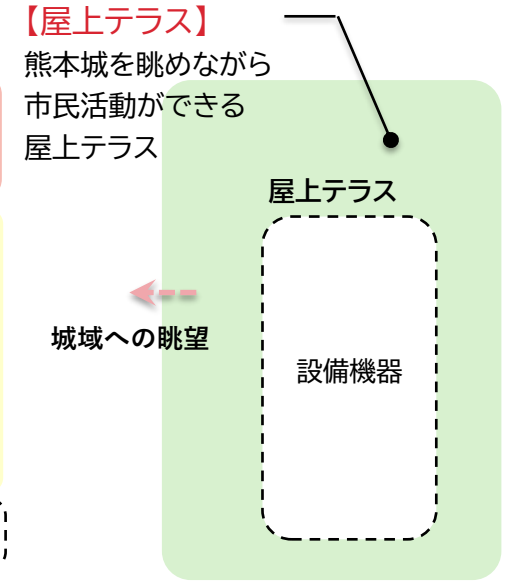 【屋上テラス】
熊本城を眺めながら
市民活動ができる
屋上テラス
屋上テラス
城域への眺望
設備機器